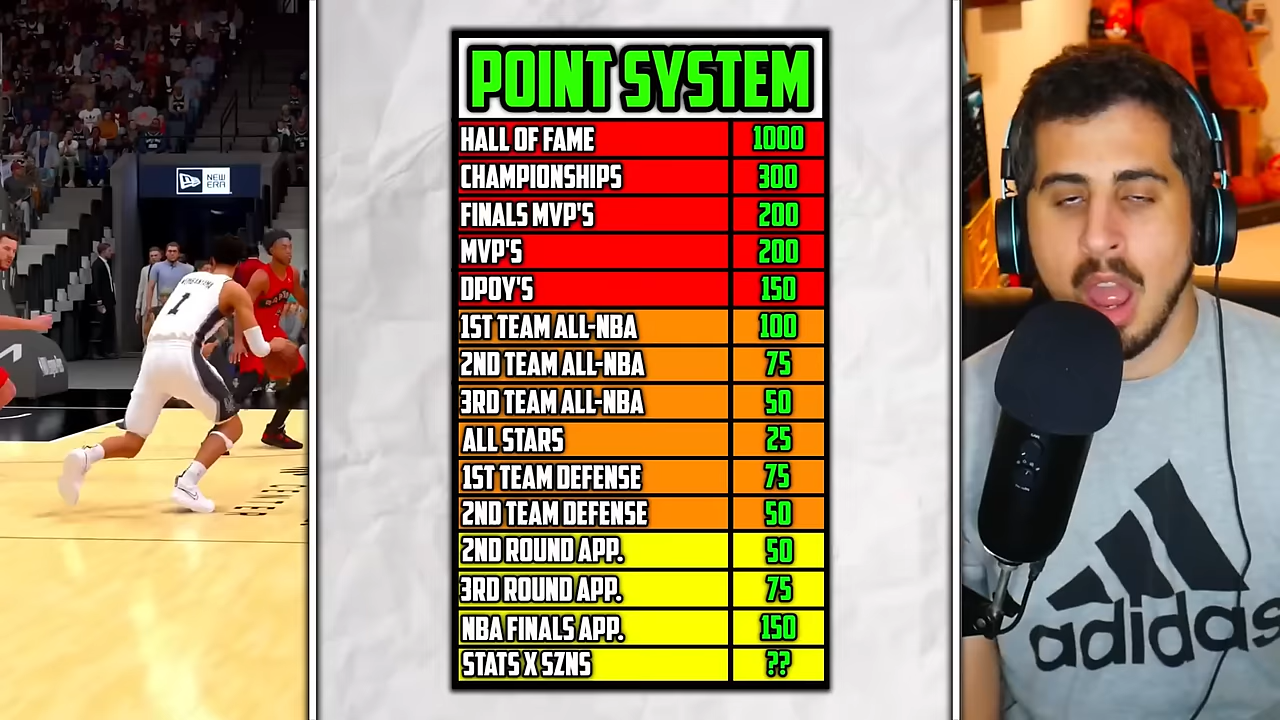 POINT SYSTEM
HALL OF FAME 1000
CHAMPIONSHIPS 300
FINALS MVP'S 200
MVP'S 200
DPOY'S 150
1ST TEAM ALL-NBA 100
2ND TEAM ALL-NBA 75
3RD TEAM ALL-NBA 50
ALL STARS 25
1ST TEAM DEFENSE 75
2ND TEAM DEFENSE 50
2ND ROUND APP. 50
3RD ROUND APP. 75
NBA FINALS APP. 150
STATS X SZNS ??
NEW ERA
1
adidas